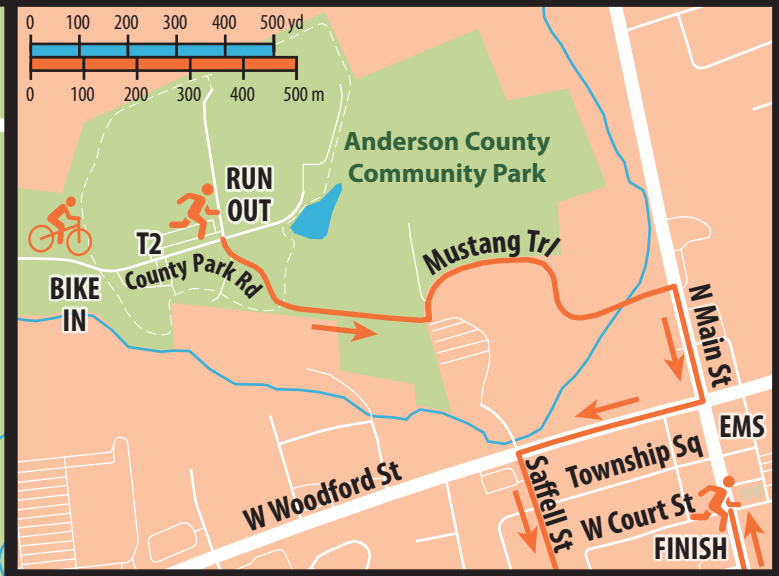 0 100 200 300 400 500 yd
0 100 200 300 400 500 m
Anderson County
Community Park
RUN
OUT
T2
County Park Rd
BIKE
IN
Mustang Trl
N Main St
EMS
Township Sq
W Woodford St
Saffell St
W Court St
FINISH